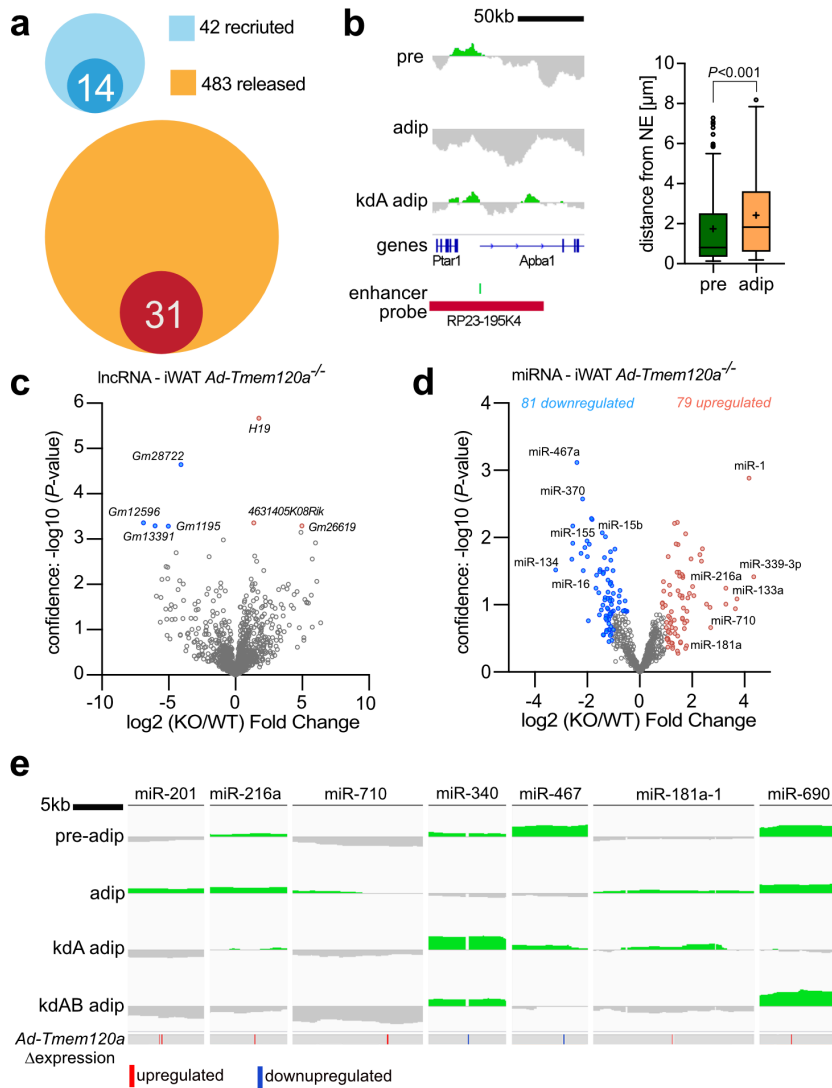 a
42 recriuted
14
483 released
31
b
50kb
pre
adip
kdA adip
genes
Ptar1
Apba1
enhancer
probe
RP23-195K4
P<0.001
distance from NE [µm]
10
8
6
4
2
0
pre adip
c
lncRNA - iWAT Ad-Tmem120a-/-
confidence: -log10 (P-value)
6
5
4
3
2
1
0
H19
Gm28722
Gm12596
4631405K08Rik
Gm13391
Gm1195
Gm26619
-10 -5 0 5 10
log2 (KO/WT) Fold Change
d
miRNA - iWAT Ad-Tmem120a-/-
81 downregulated 79 upregulated
confidence: -log10 (P-value)
4
3
2
1
0
miR-467a
miR-1
miR-370
miR-15b
miR-155
miR-134
miR-339-3p
miR-216a
miR-16
miR-133a
miR-710
miR-181a
-4 -2 0 2 4
log2 (KO/WT) Fold Change
e
5kb
miR-201 miR-216a miR-710 miR-340 miR-467 miR-181a-1 miR-690
pre-adip
adip
kdA adip
kdAB adip
Ad-Tmem120a
Δexpression
upregulated downupregulated